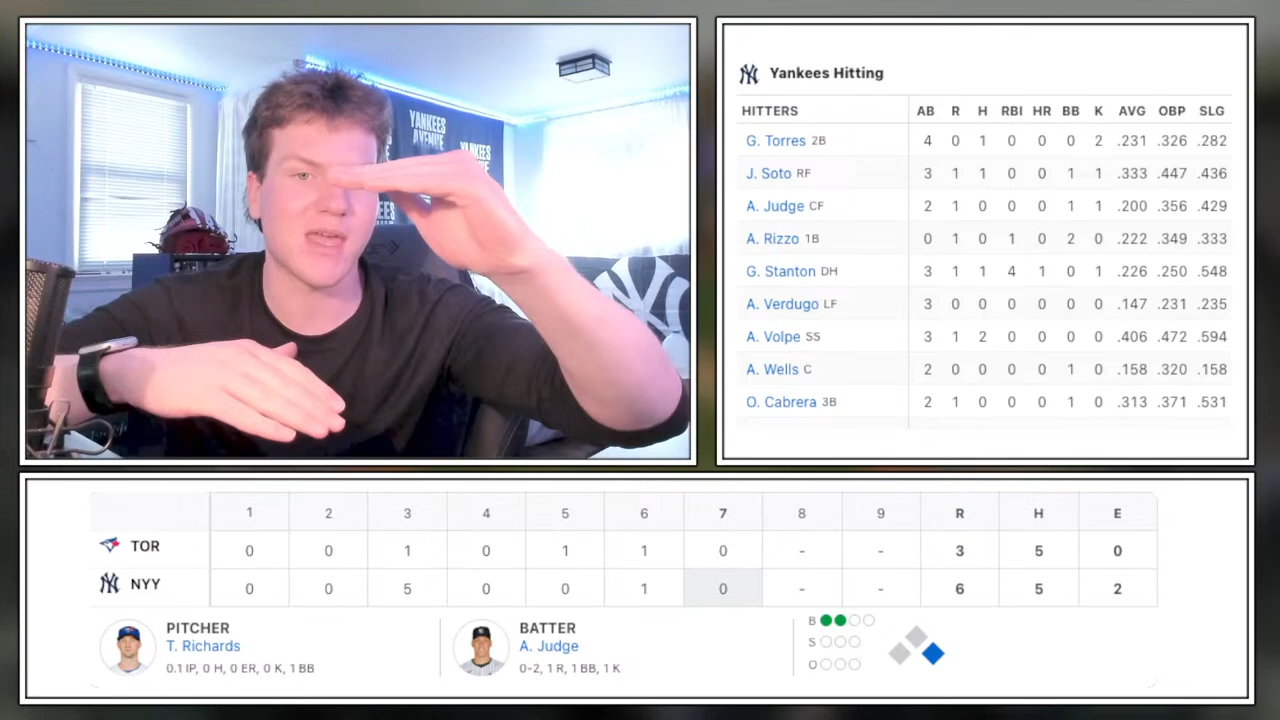 YANKEES
AVENUE
YANKEES
Yankees Hitting
HITTERS AB H RBI HR BB K AVG OBP SLG
G. Torres 2B 4 1 0 0 0 2 .231 .326 .282
J. Soto RF 3 1 1 0 0 1 1 .333 .447 .436
A. Judge CF 2 0 0 0 1 1 .200 .356 .429
A. Rizzo 1B 0 0 1 0 2 0 .222 .349 .333
G. Stanton DH 3 1 1 4 1 0 1 .226 .250 .548
A. Verdugo LF 3 0 0 0 0 0 0 .147 .231 .235
A. Volpe SS 3 1 2 0 0 0 0 .406 .472 .594
A. Wells C 2 0 0 0 0 1 0 .158 .320 .158
O. Cabrera 3B 2 1 0 0 0 1 0 .313 .371 .531
1 2 3 4 5 6 7 8 9 R H E
TOR 0 0 1 0 1 1 0 - - 3 5 0
NYY 0 0 5 0 0 1 0 - - 6 5 2
PITCHER
T. Richards
0.1 IP, 0 H, 0 ER, 0 K, 1 BB
BATTER
A. Judge
0-2, 1 R, 1 BB, 1 K
B
S
O